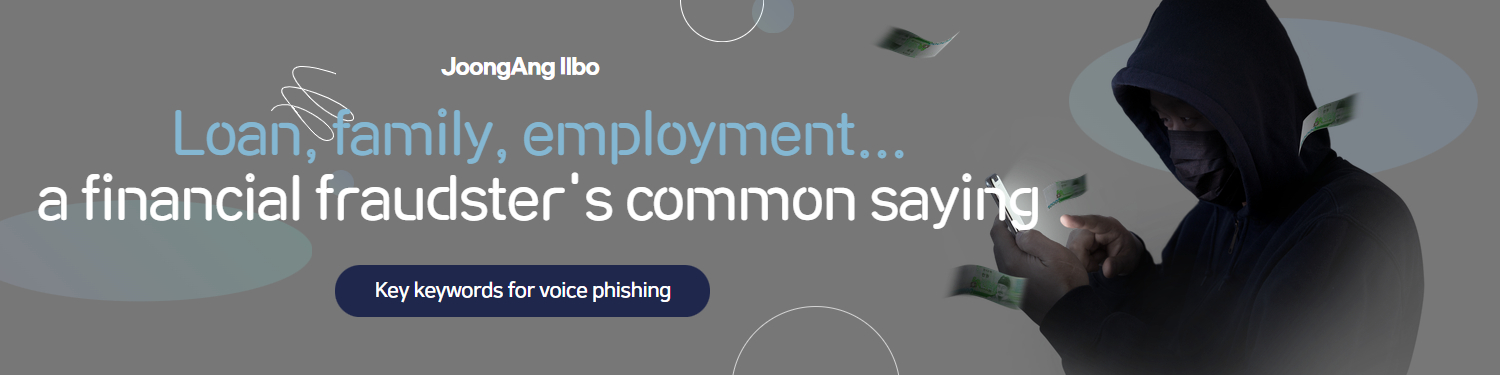 JoongAng Ilbo
Loan, family, employment...
a financial fraudster's common saying
Key keywords for voice phishing